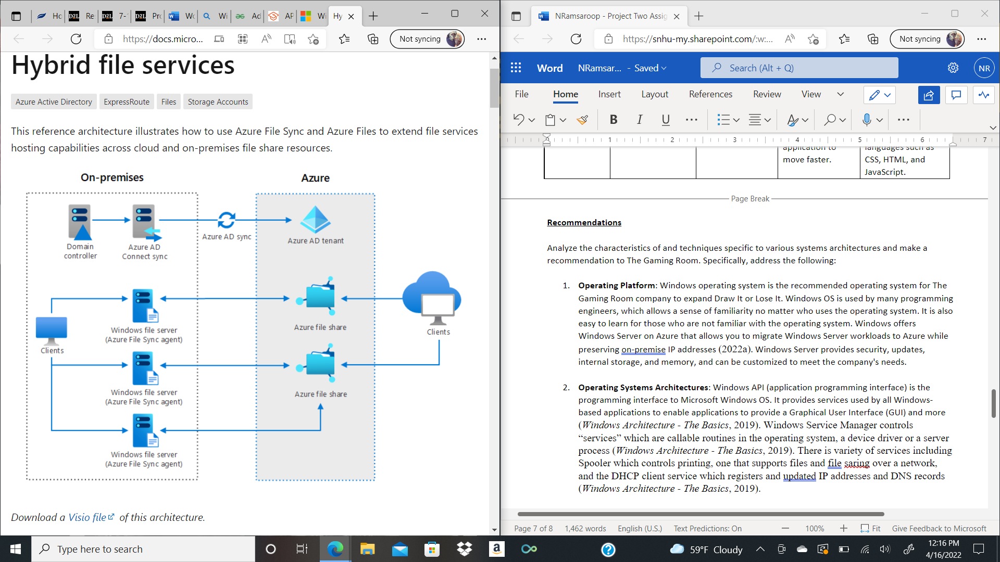 Hc
Re
7-
Pr
Wc
Wi
Ad
AP
Wi
Hy
https://docs.micro...
Not syncing
Hybrid file services
Azure Active Directory
ExpressRoute
Files
Storage Accounts
This reference architecture illustrates how to use Azure File Sync and Azure Files to extend file services
hosting capabilities across cloud and on-premises file share resources.
On-premises
Azure
Domain
controller
Azure AD
Connect sync
Azure AD sync
Azure AD tenant
Windows file server
(Azure File Sync agent)
Azure file share
Clients
Clients
Windows file server
(Azure File Sync agent)
Azure file share
Windows file server
(Azure File Sync agent)
Download a Visio file of this architecture.
NRamsaroop - Project Two Assig
https://snhu-my.sharepoint.com/:w:...
Not syncing
Word
NRamsar... - Saved
Search (Alt + Q)
NR
File
Home
Insert
Layout
References
Review
View
B I U
1 2 3 4 5 6 7
application to
move faster.
languages such as
CSS, HTML, and
JavaScript.
Page Break
Recommendations
Analyze the characteristics of and techniques specific to various systems architectures and make a
recommendation to The Gaming Room. Specifically, address the following:
1. Operating Platform: Windows operating system is the recommended operating system for The
Gaming Room company to expand Draw It or Lose It. Windows OS is used by many programming
engineers, which allows a sense of familiarity no matter who uses the operating system. It is also
easy to learn for those who are not familiar with the operating system. Windows offers
Windows Server on Azure that allows you to migrate Windows Server workloads to Azure while
preserving on-premise IP addresses (2022a). Windows Server provides security, updates,
internal storage, and memory, and can be customized to meet the company's needs.
2. Operating Systems Architectures: Windows API (application programming interface) is the
programming interface to Microsoft Windows OS. It provides services used by all Windows-
based applications to enable applications to provide a Graphical User Interface (GUI) and more
(Windows Architecture - The Basics, 2019). Windows Service Manager controls
“services” which are callable routines in the operating system, a device driver or a server
process (Windows Architecture - The Basics, 2019). There is variety of services including
Spooler which controls printing, one that supports files and file saring over a network,
and the DHCP client service which registers and updated IP addresses and DNS records
(Windows Architecture - The Basics, 2019).
Page 7 of 8
1,462 words
English (U.S.)
Text Predictions: On
100%
Fit
Give Feedback to Microsoft
Type here to search
59°F Cloudy
12:16 PM
4/16/2022